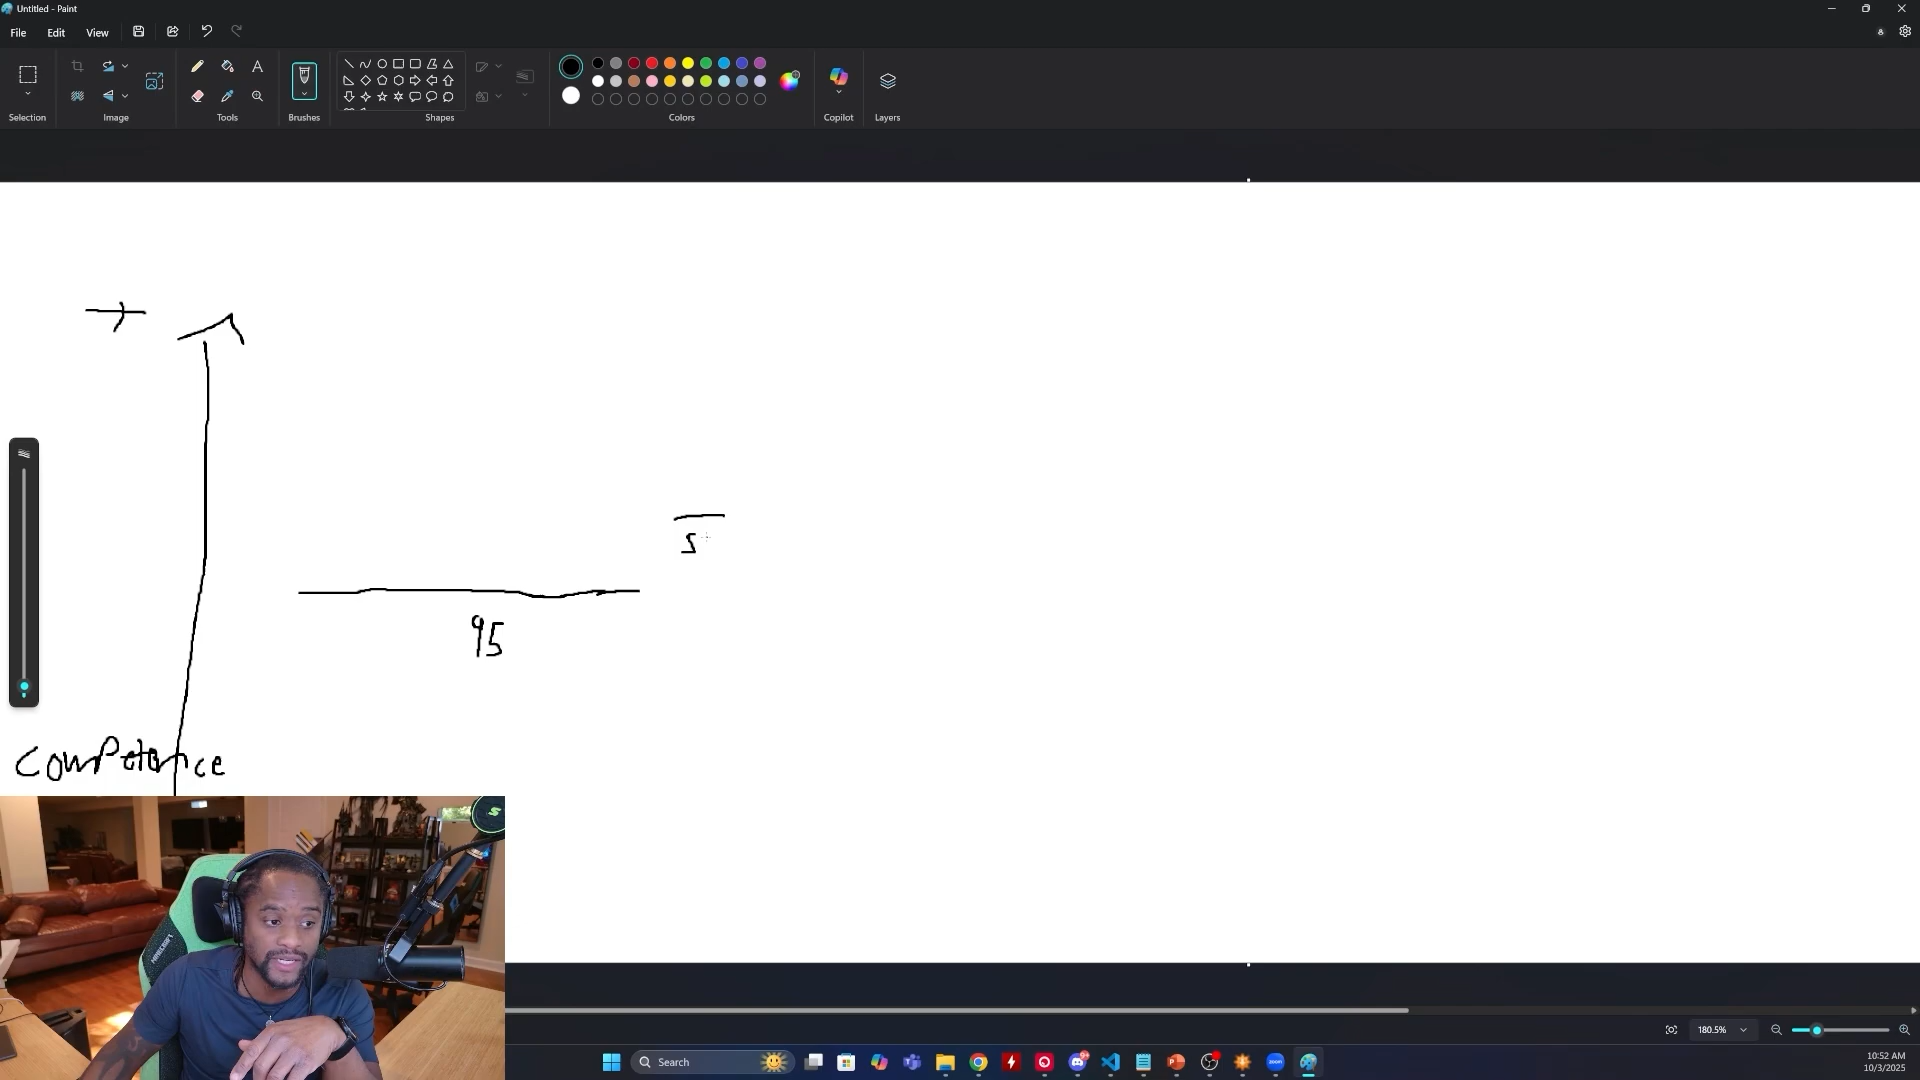 Untitled - Paint
File Edit View
Selection
Image
Tools
Brushes
Shapes
Colors
Copilot
Layers
95
5
Competence
180.5%
Search
10:52 AM
10/3/2025